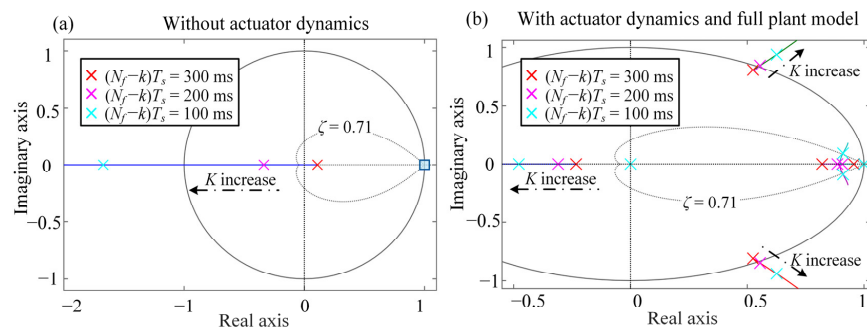 (a) Without actuator dynamics
1
0.5
0
−0.5
−1
Imaginary axis
(N_f−k)T_s = 300 ms
(N_f−k)T_s = 200 ms
(N_f−k)T_s = 100 ms
ζ = 0.71
K increase
−2
−1
0
1
Real axis
(b) With actuator dynamics and full plant model
1
0.5
0
−0.5
−1
Imaginary axis
(N_f−k)T_s = 300 ms
(N_f−k)T_s = 200 ms
(N_f−k)T_s = 100 ms
K increase
K increase
ζ = 0.71
K increase
−0.5
0
0.5
1
Real axis